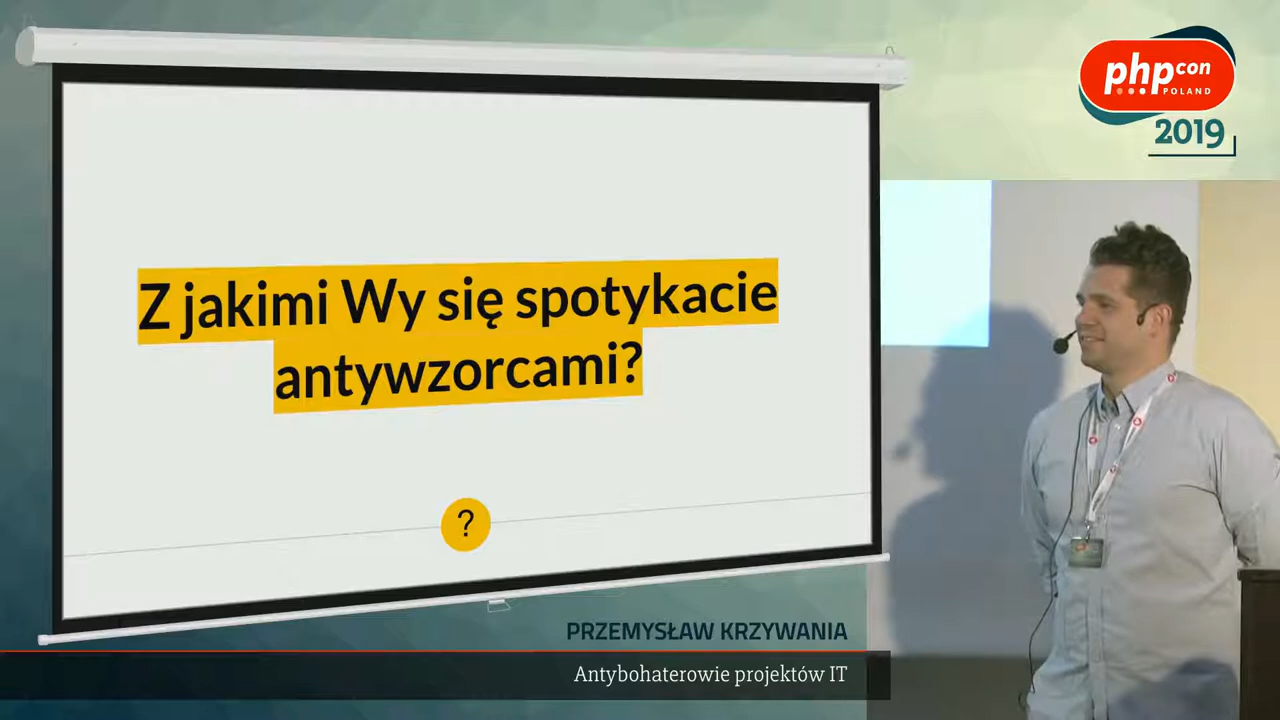 Z jakimi Wy się spotykacie
antywzorcami?
?
php con
POLAND
2019
PRZEMYSŁAW KRZYWANIA
Antybohaterowie projektów IT